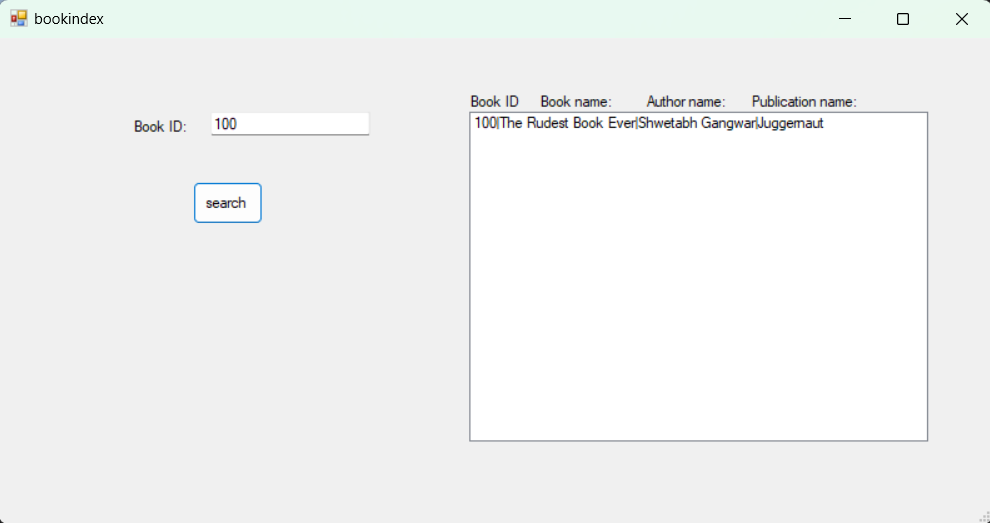 bookindex
Book ID: 100
search
Book ID Book name: Author name: Publication name:
100|The Rudest Book Ever|Shwetabh Gangwar|Juggernaut